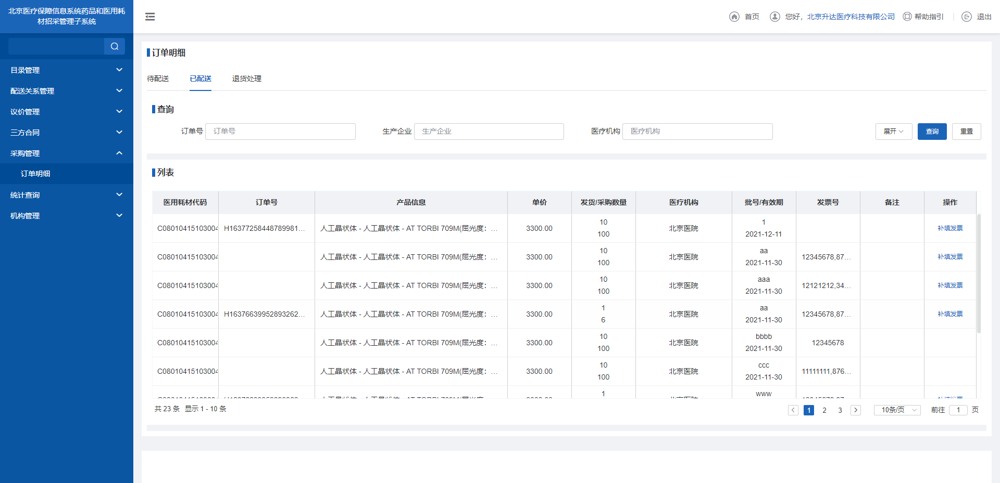 北京医疗保障信息系统药品和医用耗
材招采管理子系统
首页
您好，北京升达医疗科技有限公司
帮助指引
退出
目录管理
配送关系管理
议价管理
三方合同
采购管理
订单明细
统计查询
机构管理
订单明细
待配送 已配送 退货处理
查询
订单号 订单号 生产企业 生产企业 医疗机构 医疗机构 展开 查询 重置
列表
医用耗材代码 订单号 产品信息 单价 发货/采购数量 医疗机构 批号/有效期 发票号 备注 操作
C08010415103004 H16377258448789981... 人工晶状体 - 人工晶状体 - AT TORBI 709M(屈光度： ... 3300.00 10 100 北京医院 1 2021-12-11 补填发票
C08010415103004 人工晶状体 - 人工晶状体 - AT TORBI 709M(屈光度： ... 3300.00 10 100 北京医院 aa 2021-11-30 12345678,87... 补填发票
C08010415103004 人工晶状体 - 人工晶状体 - AT TORBI 709M(屈光度： ... 3300.00 10 100 北京医院 aaa 2021-11-30 12121212,34... 补填发票
C08010415103004 H16376639952893262... 人工晶状体 - 人工晶状体 - AT TORBI 709M(屈光度： ... 3300.00 1 6 北京医院 aa 2021-11-30 12345678,87... 补填发票
C08010415103004 人工晶状体 - 人工晶状体 - AT TORBI 709M(屈光度： ... 3300.00 10 100 北京医院 bbbb 2021-11-30 12345678
C08010415103004 人工晶状体 - 人工晶状体 - AT TORBI 709M(屈光度： ... 3300.00 10 100 北京医院 ccc 2021-11-30 11111111,876...
1 www
共 23 条 显示 1 - 10 条
1 2 3 10条/页 前往 1 页